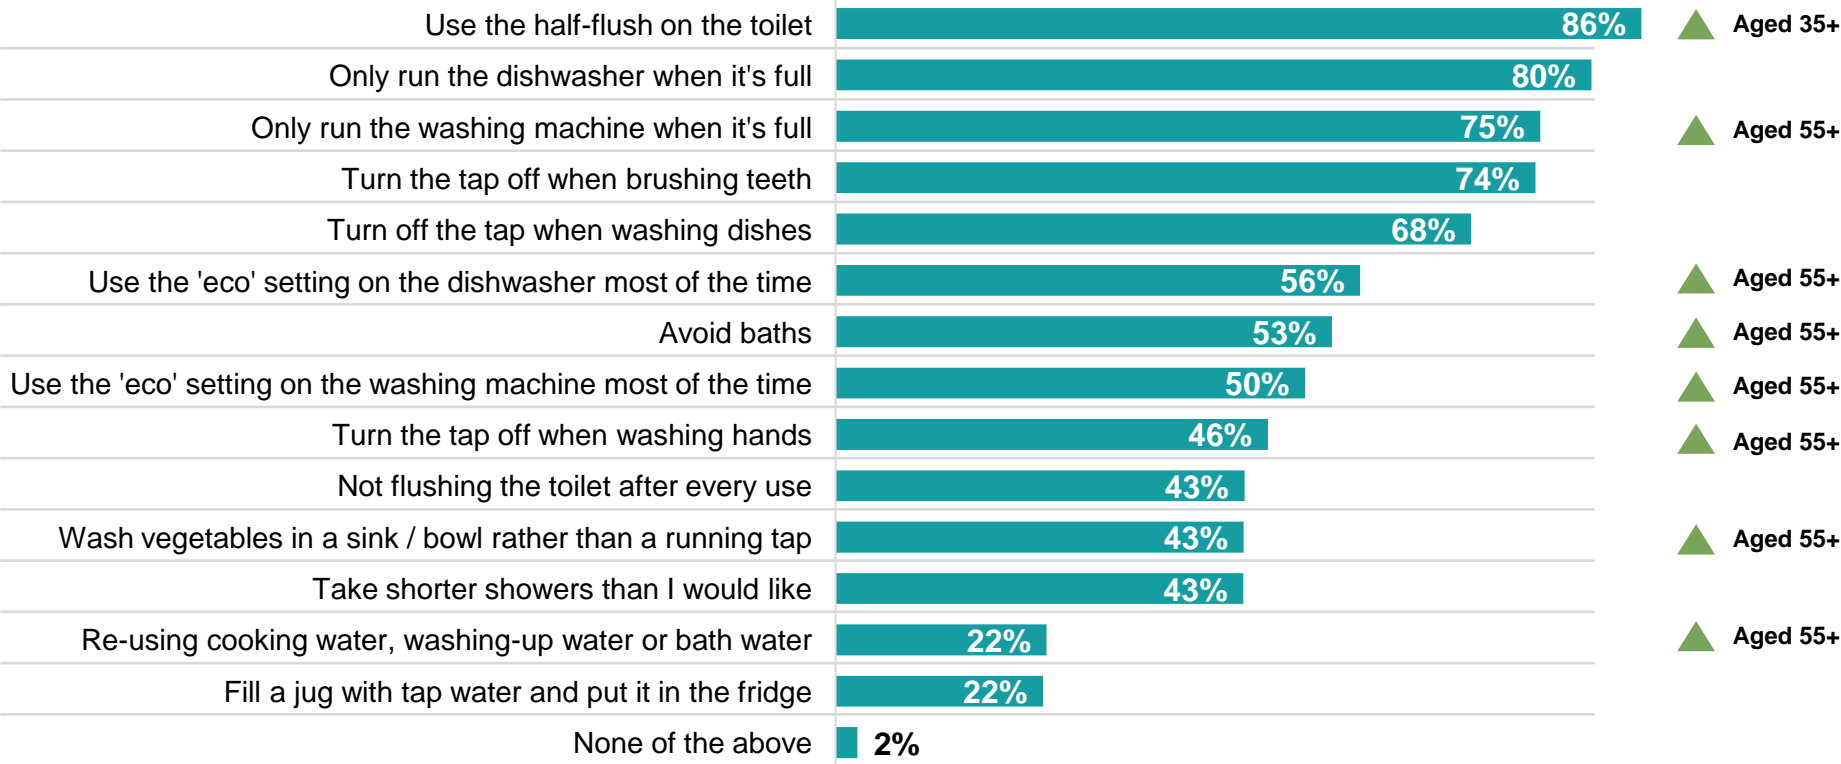 Use the half-flush on the toilet 86% Aged 35+
Only run the dishwasher when it's full 80%
Only run the washing machine when it's full 75% Aged 55+
Turn the tap off when brushing teeth 74%
Turn off the tap when washing dishes 68%
Use the 'eco' setting on the dishwasher most of the time 56% Aged 55+
Avoid baths 53% Aged 55+
Use the 'eco' setting on the washing machine most of the time 50% Aged 55+
Turn the tap off when washing hands 46% Aged 55+
Not flushing the toilet after every use 43%
Wash vegetables in a sink / bowl rather than a running tap 43% Aged 55+
Take shorter showers than I would like 43%
Re-using cooking water, washing-up water or bath water 22% Aged 55+
Fill a jug with tap water and put it in the fridge 22%
None of the above 2%